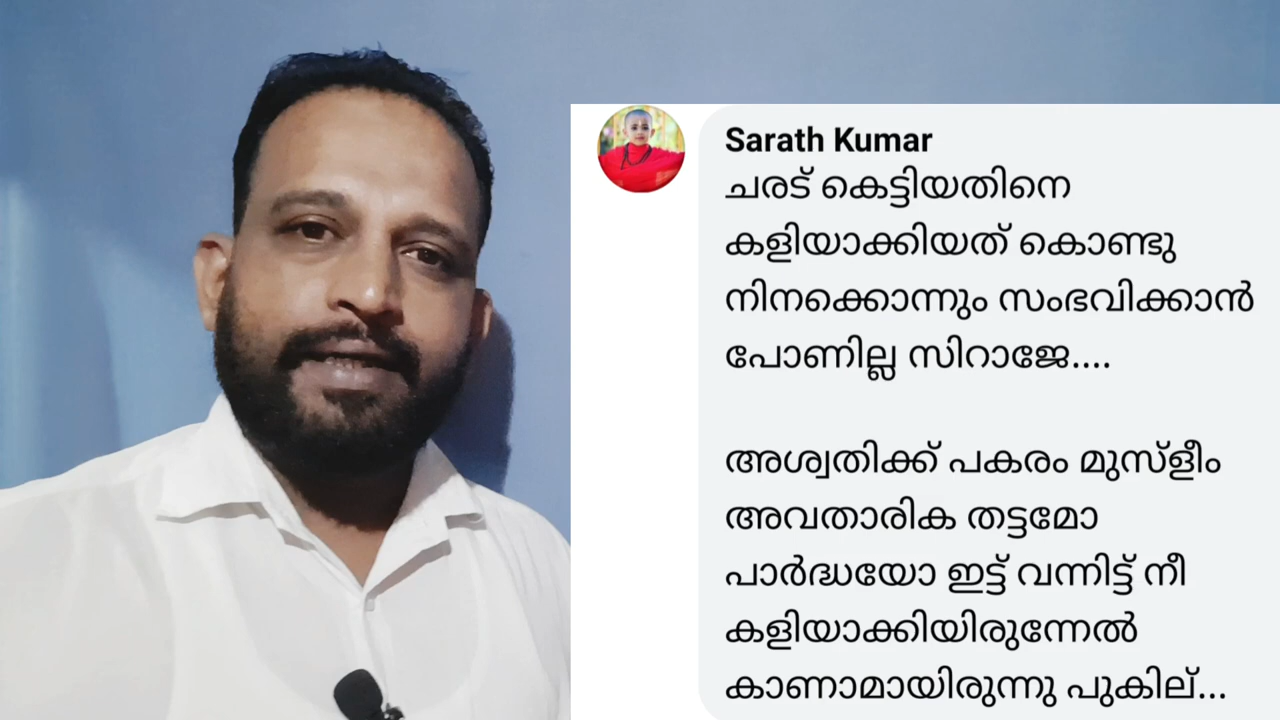 Sarath Kumar
ചരട് കെട്ടിയതിനെ
കളിയാക്കിയത് കൊണ്ടു
നിനക്കൊന്നും സംഭവിക്കാൻ
പോണില്ല സിറാജേ....
അശ്വതിക്ക് പകരം മുസ്ളീം
അവതാരിക തട്ടമോ
പാർദ്ധയോ ഇട്ട് വന്നിട്ട് നീ
കളിയാക്കിയിരുന്നേൽ
കാണാമായിരുന്നു പുകില്...